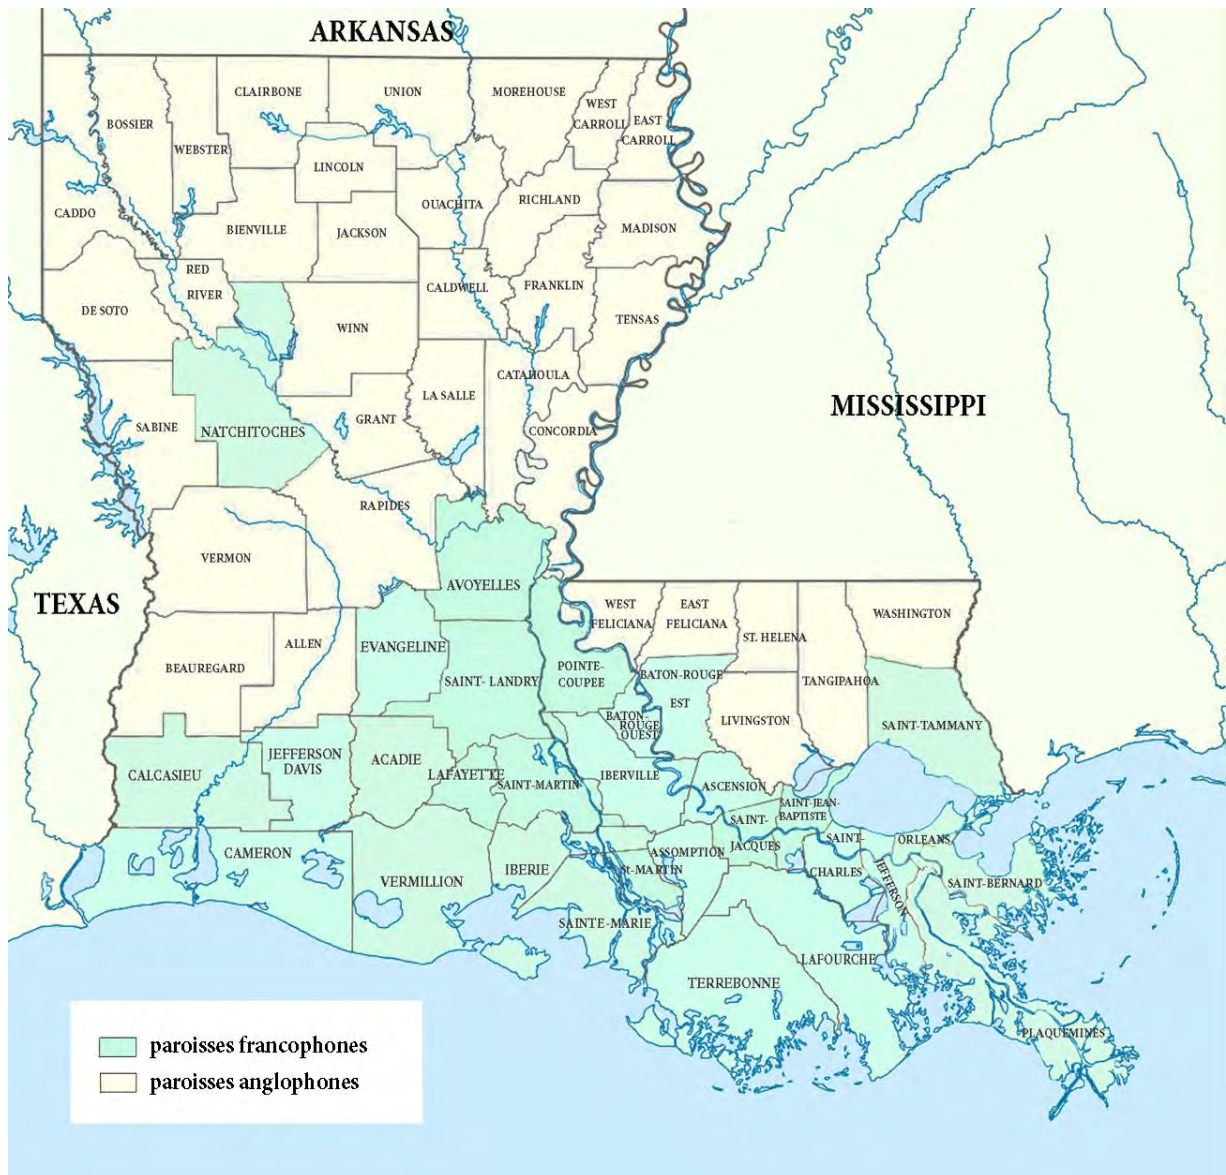 ARKANSAS
CLAIRBONE
UNION
MOREHOUSE
WEST
CARROLL
EAST
CARROLL
BOSSIER
WEBSTER
LINCOLN
CADDO
BIENVILLE
JACKSON
OUACHITA
RICHLAND
MADISON
RED
RIVER
DE SOTO
WINN
CALDWELL
FRANKLIN
TENSAS
SABINE
NATCHITOCHES
GRANT
LA SALLE
CATAHOULA
CONCORDIA
MISSISSIPPI
RAPIDES
VERMON
AVOYELLES
TEXAS
BEAUREGARD
ALLEN
EVANGELINE
SAINT- LANDRY
POINTE-
COUPEE
WEST
FELICIANA
EAST
FELICIANA
ST. HELENA
WASHINGTON
TANGIPAHOA
BATON-ROUGE
EST
BATON-
ROUGE
OUEST
LIVINGSTON
SAINT-TAMMANY
CALCASIEU
JEFFERSON
DAVIS
ACADIE
LAFAYETTE
SAINT-MARTIN
IBERVILLE
ASCENSION
SAINT-JEAN-
BAPTISTE
SAINT-
JACQUES
SAINT-
CHARLES
ORLEANS
CAMERON
VERMILLION
IBERIE
ASSOMPTION
St-MARTIN
JEFFERSON
SAINT-BERNARD
SAINTE-MARIE
TERREBONNE
LAFOURCHE
PLAQUEMINES
paroisses francophones
paroisses anglophones